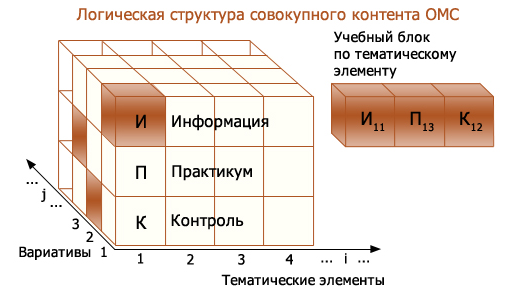 Логическая структура совокупного контента ОМС
Учебный блок
по тематическому
элементу
И11 П13 К12
И Информация
П Практикум
К Контроль
... j ... 3 2 1
Вариативы
1 2 3 4 ... i ...
Тематические элементы